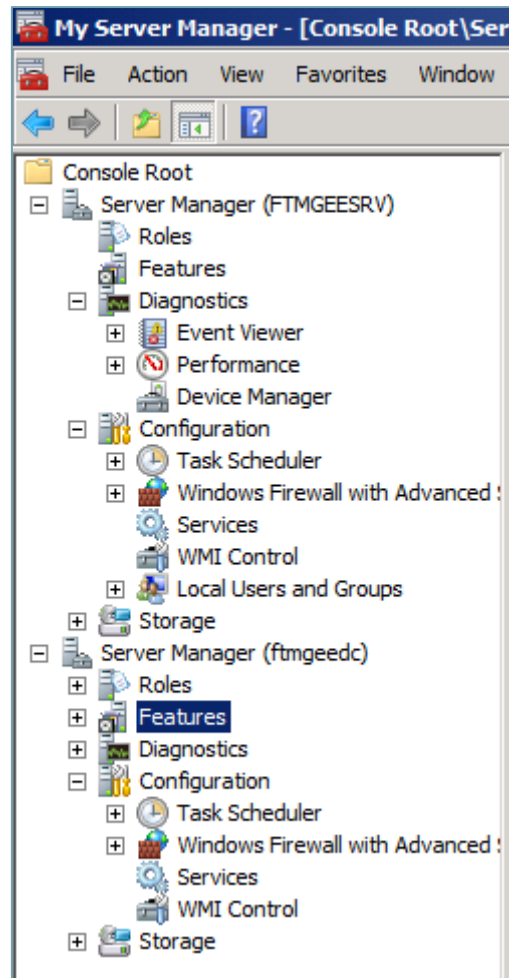 My Server Manager - [Console Root\Ser
File Action View Favorites Window
Console Root
Server Manager (FTMGEESRV)
Roles
Features
Diagnostics
Event Viewer
Performance
Device Manager
Configuration
Task Scheduler
Windows Firewall with Advanced S
Services
WMI Control
Local Users and Groups
Storage
Server Manager (ftmgeedc)
Roles
Features
Diagnostics
Configuration
Task Scheduler
Windows Firewall with Advanced S
Services
WMI Control
Storage